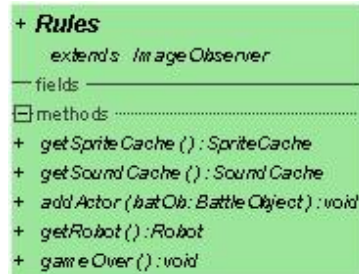 + Rules
extends ImageObserver
fields
methods
+ getSpriteCache () : SpriteCache
+ getSoundCache () : SoundCache
+ addActor (batOb: BattleObject) : void
+ getRobot () : Robot
+ gameOver () : void